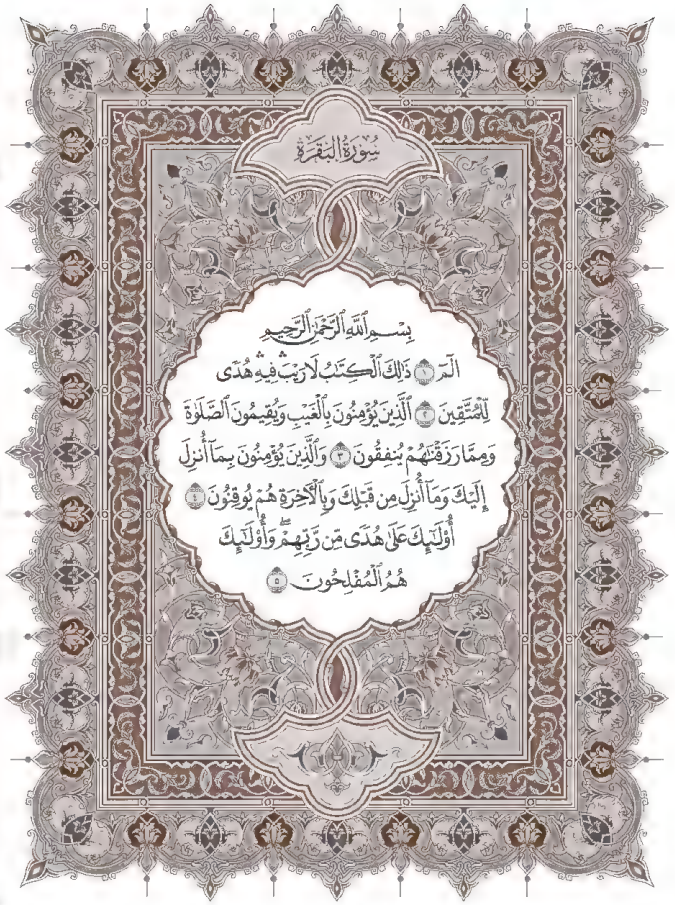 سُورَةُ البَقَرَةِ
بِسْمِ ٱللَّهِ ٱلرَّحْمَٰنِ ٱلرَّحِيمِ
الٓمٓ ١ ذَٰلِكَ ٱلْكِتَٰبُ لَا رَيْبَ ۛ فِيهِ ۛ هُدًى
لِّلْمُتَّقِينَ ٢ ٱلَّذِينَ يُؤْمِنُونَ بِٱلْغَيْبِ وَيُقِيمُونَ ٱلصَّلَوٰةَ
وَمِمَّا رَزَقْنَٰهُمْ يُنفِقُونَ ٣ وَٱلَّذِينَ يُؤْمِنُونَ بِمَآ أُنزِلَ
إِلَيْكَ وَمَآ أُنزِلَ مِن قَبْلِكَ وَبِٱلْءَاخِرَةِ هُمْ يُوقِنُونَ ٤
أُو۟لَٰٓئِكَ عَلَىٰ هُدًى مِّن رَّبِّهِمْ ۖ وَأُو۟لَٰٓئِكَ
هُمُ ٱلْمُفْلِحُونَ ٥